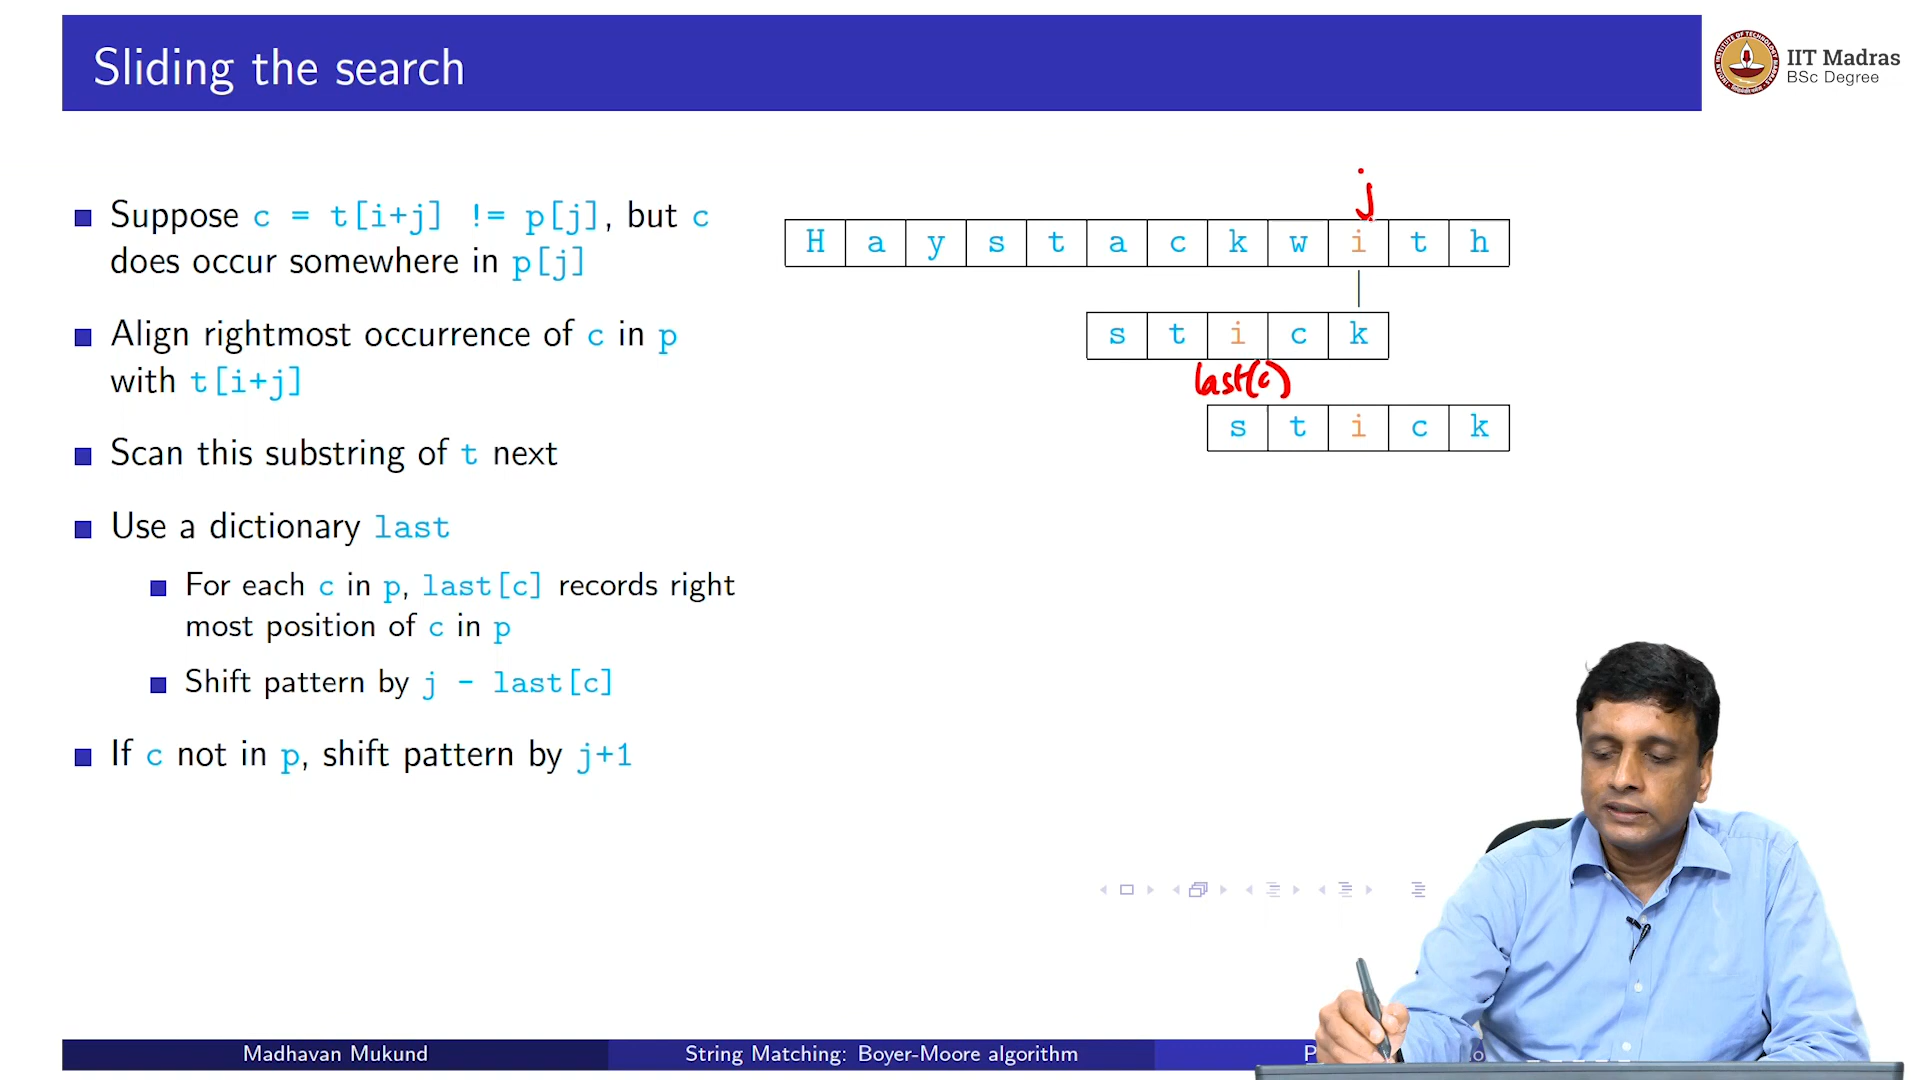 Sliding the search
IIT Madras
BSc Degree
Suppose c = t[i+j] != p[j], but c
does occur somewhere in p[j]
Align rightmost occurrence of c in p
with t[i+j]
Scan this substring of t next
Use a dictionary last
For each c in p, last[c] records right
most position of c in p
Shift pattern by j - last[c]
If c not in p, shift pattern by j+1
j
H a y s t a c k w i t h
s t i c k
last(c)
s t i c k
Madhavan Mukund
String Matching: Boyer-Moore algorithm